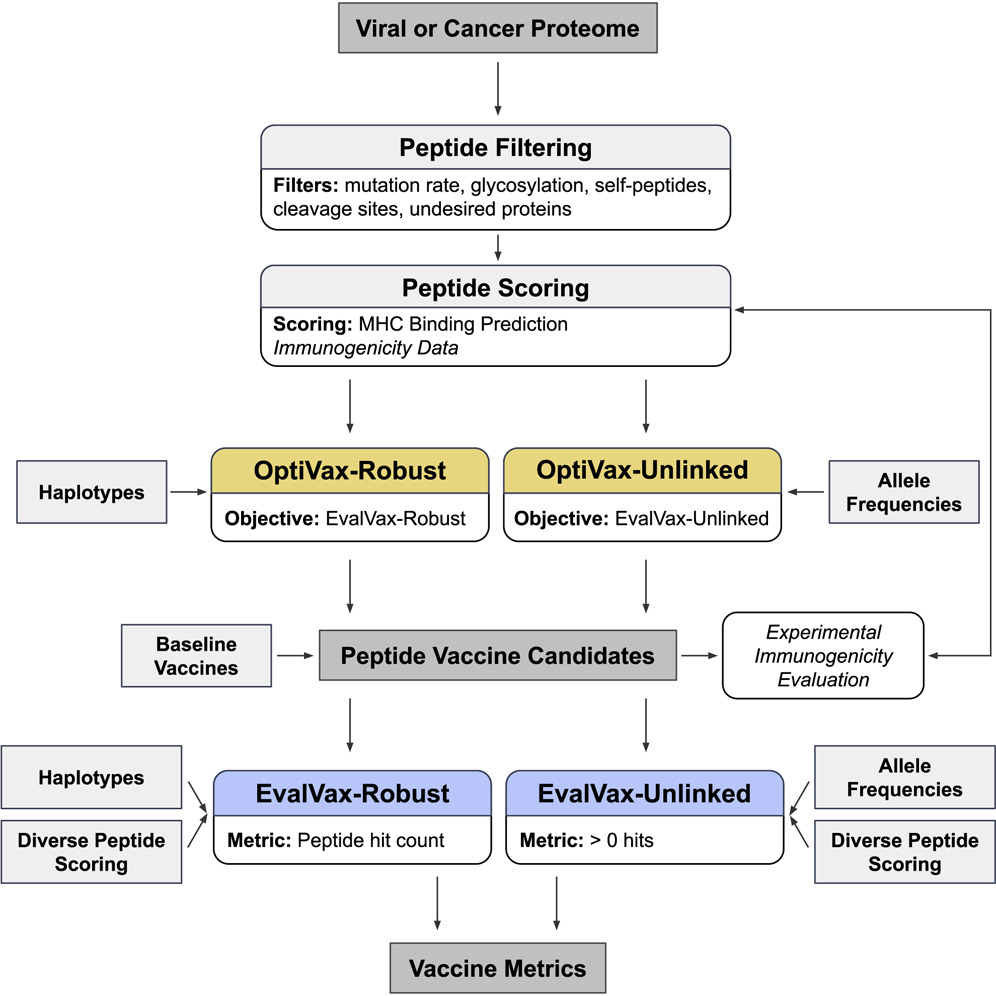 Viral or Cancer Proteome
Peptide Filtering
Filters: mutation rate, glycosylation, self-peptides,
cleavage sites, undesired proteins
Peptide Scoring
Scoring: MHC Binding Prediction
Immunogenicity Data
Haplotypes
OptiVax-Robust
Objective: EvalVax-Robust
OptiVax-Unlinked
Objective: EvalVax-Unlinked
Allele
Frequencies
Baseline
Vaccines
Peptide Vaccine Candidates
Experimental
Immunogenicity
Evaluation
Haplotypes
Diverse Peptide
Scoring
EvalVax-Robust
Metric: Peptide hit count
EvalVax-Unlinked
Metric: > 0 hits
Allele
Frequencies
Diverse Peptide
Scoring
Vaccine Metrics